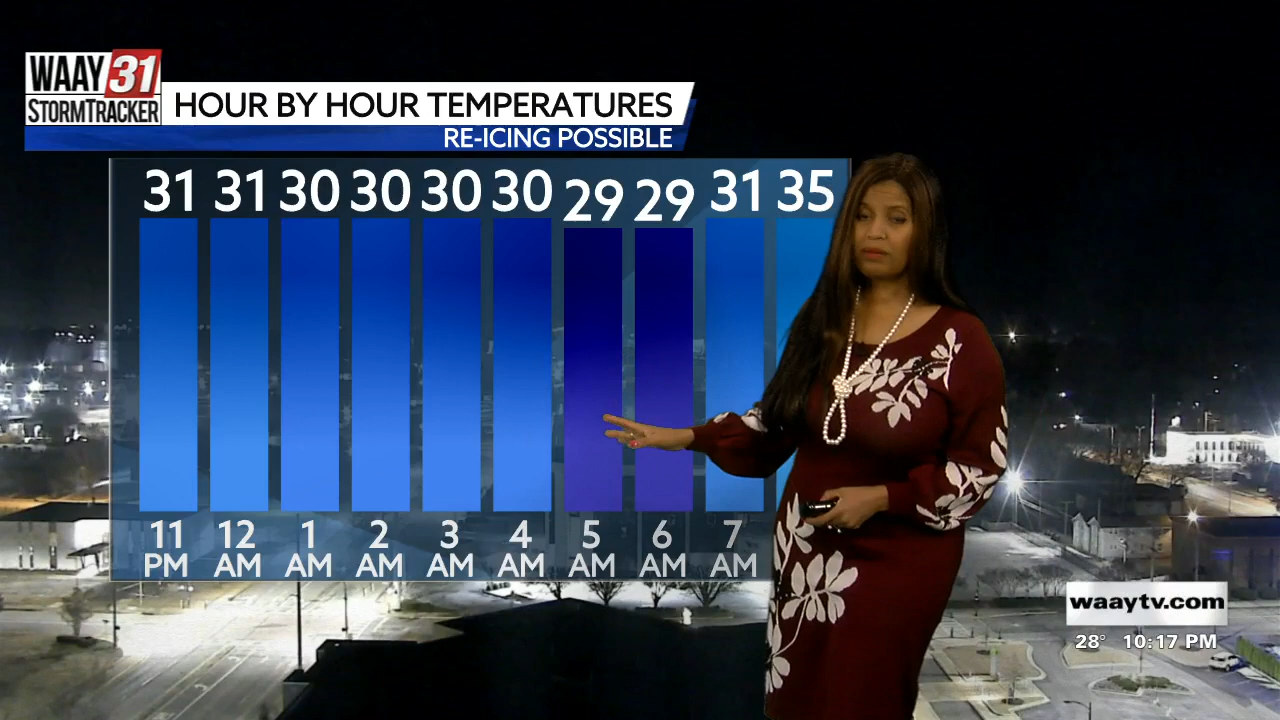 WAAY 31
STORMTRACKER
HOUR BY HOUR TEMPERATURES
RE-ICING POSSIBLE
31 31 30 30 30 30 29 29 31 35
11 12 1 2 3 4 5 6 7
PM AM AM AM AM AM AM AM AM
waaytv.com
28° 10:17 PM